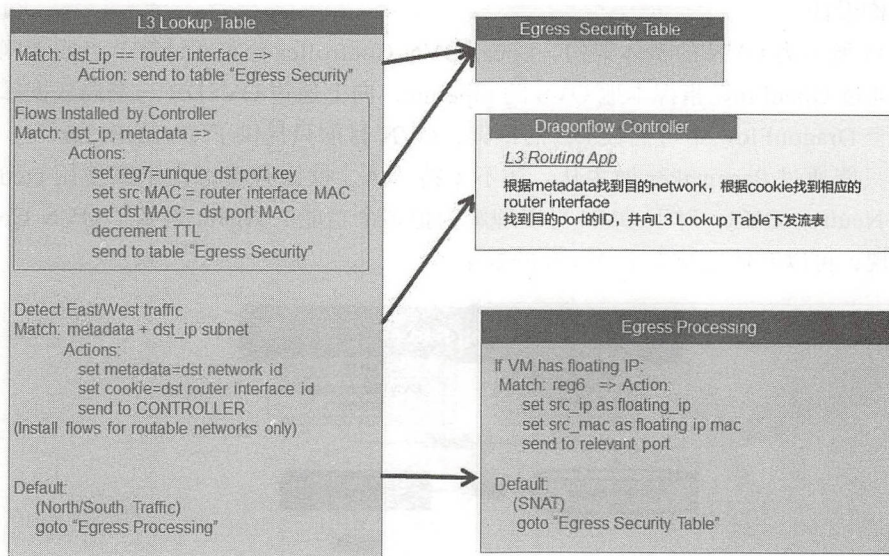 L3 Lookup Table
Match: dst_ip == router interface =>
Action: send to table "Egress Security"
Flows Installed by Controller
Match: dst_ip, metadata =>
Actions:
set reg7=unique dst port key
set src MAC = router interface MAC
set dst MAC = dst port MAC
decrement TTL
send to table "Egress Security"
Detect East/West traffic
Match: metadata + dst_ip subnet
Actions:
set metadata=dst network id
set cookie=dst router interface id
send to CONTROLLER
(Install flows for routable networks only)
Default:
(North/South Traffic)
goto "Egress Processing"
Egress Security Table
Dragonflow Controller
L3 Routing App
根据metadata找到目的network，根据cookie找到相应的
router interface
找到目的port的ID，并向L3 Lookup Table下发流表
Egress Processing
If VM has floating IP:
Match: reg6 => Action:
set src_ip as floating_ip
set src_mac as floating ip mac
send to relevant port
Default:
(SNAT)
goto "Egress Security Table"